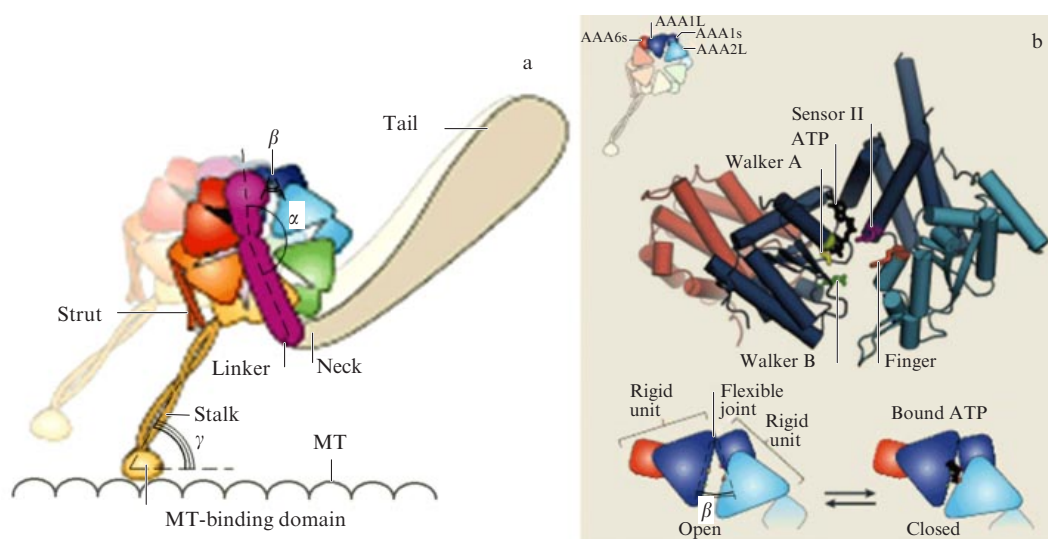 a
Tail
β
α
Strut
Linker
Neck
Stalk
γ
MT
MT-binding domain
b
AAA1L
AAA6s
AAA1s
AAA2L
Sensor II
ATP
Walker A
Walker B
Finger
Rigid
unit
Flexible
joint
Rigid
unit
Bound ATP
β
Open
Closed